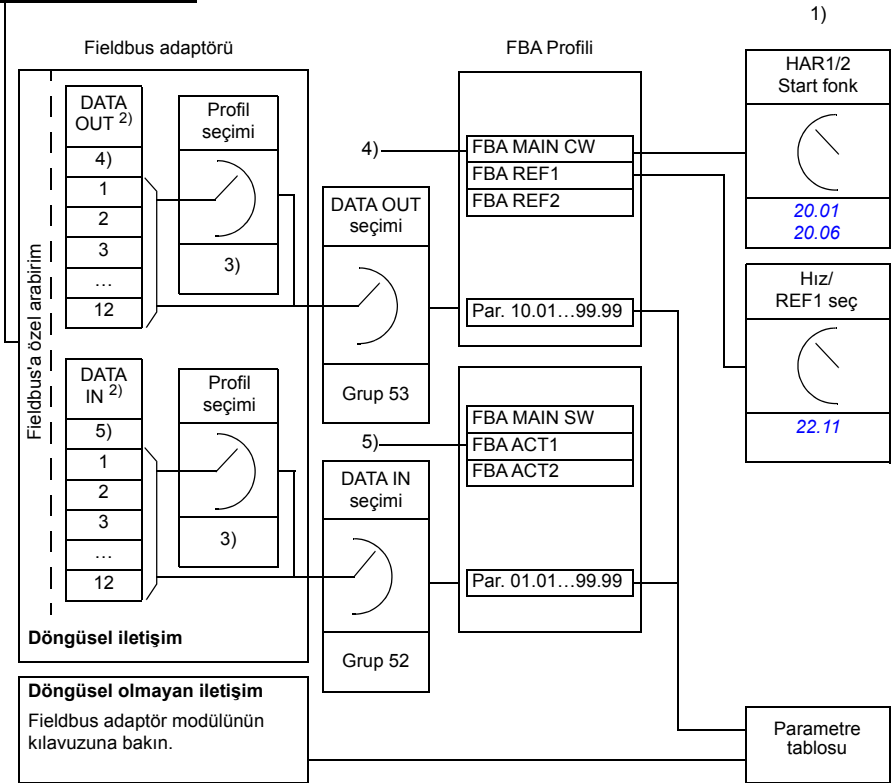 1)
Fieldbus adaptörü
FBA Profili
HAR1/2
Start fonk
20.01
20.06
Fieldbus'a özel arabirim
DATA
OUT 2)
4)
1
2
3
…
12
Profil
seçimi
3)
4)
DATA OUT
seçimi
Grup 53
FBA MAIN CW
FBA REF1
FBA REF2
Par. 10.01…99.99
Hız/
REF1 seç
22.11
DATA
IN 2)
5)
1
2
3
…
12
Profil
seçimi
3)
5)
DATA IN
seçimi
Grup 52
FBA MAIN SW
FBA ACT1
FBA ACT2
Par. 01.01…99.99
Döngüsel iletişim
Döngüsel olmayan iletişim
Fieldbus adaptör modülünün
kılavuzuna bakın.
Parametre
tablosu